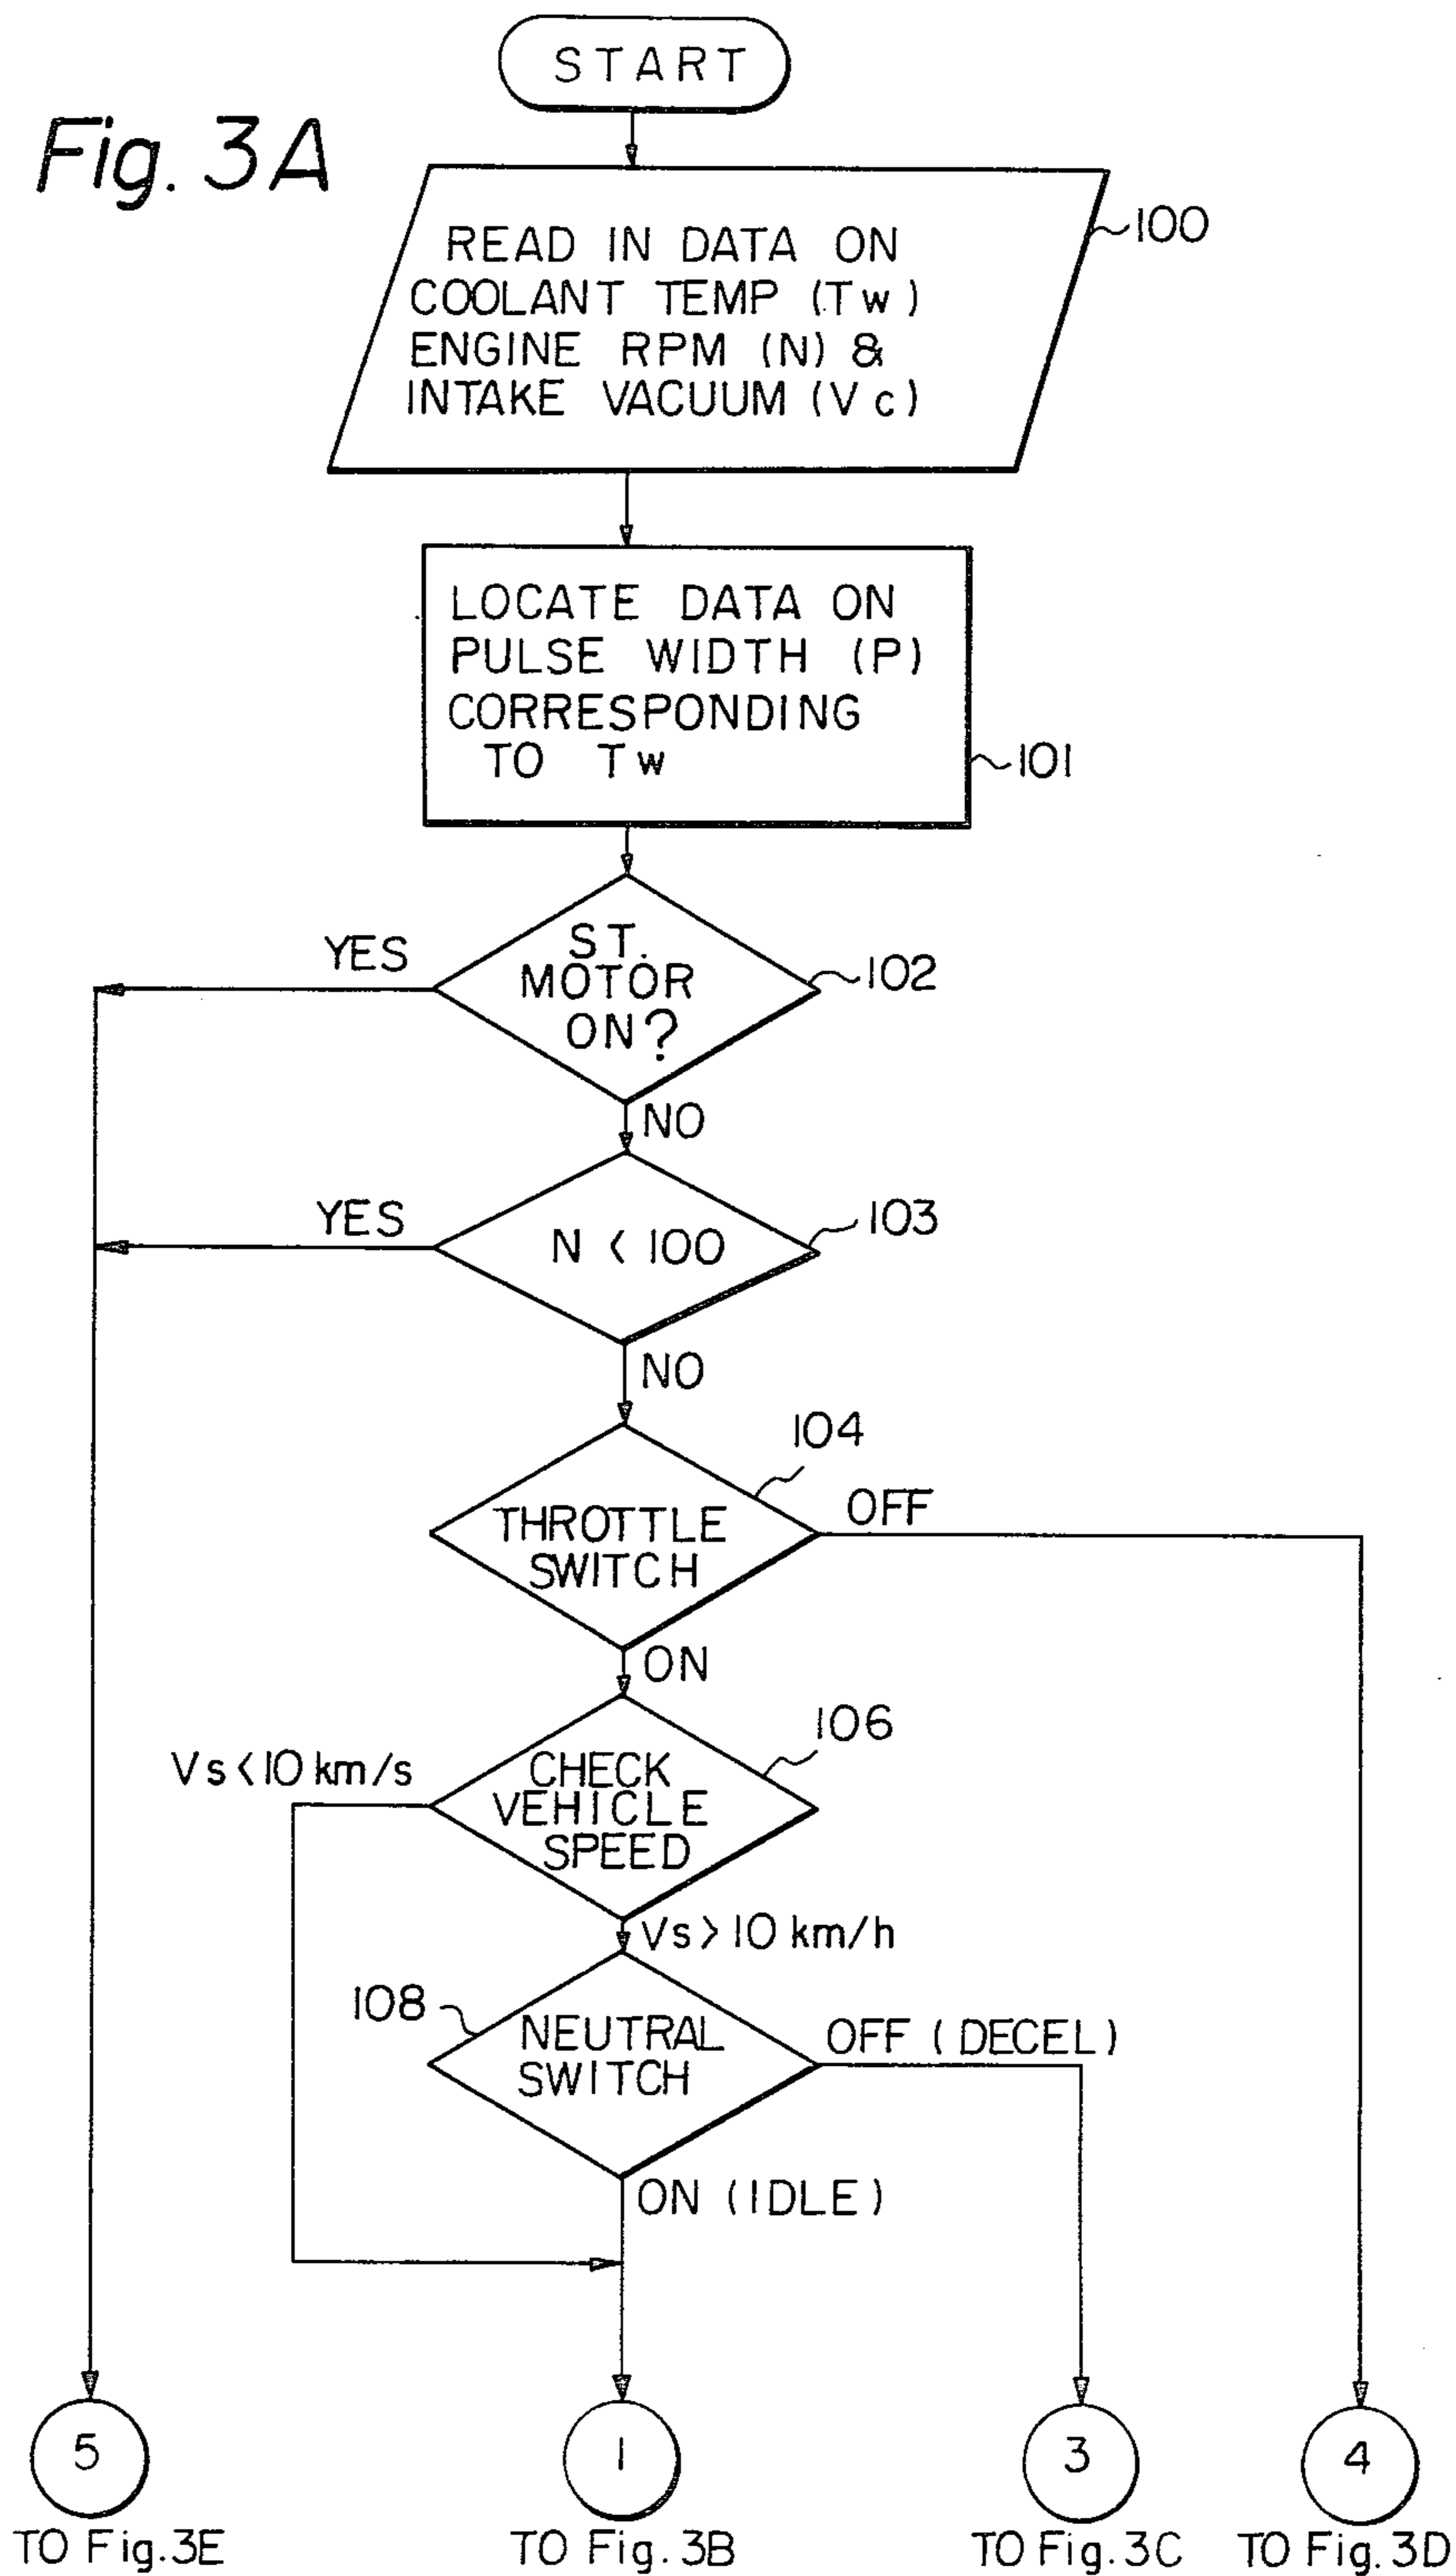 START
Fig. 3A
READ IN DATA ON
COOLANT TEMP (Tw)
ENGINE RPM (N) &
INTAKE VACUUM (Vc)
100
LOCATE DATA ON
PULSE WIDTH (P)
CORRESPONDING
TO Tw
101
YES
ST.
MOTOR
ON?
102
NO
YES
N < 100
103
NO
104
THROTTLE
SWITCH
OFF
ON
106
Vs<10 km/s
CHECK
VEHICLE
SPEED
Vs>10 km/h
108
NEUTRAL
SWITCH
OFF (DECEL)
ON (IDLE)
5
1
3
4
TO Fig.3E
TO Fig.3B
TO Fig.3C
TO Fig.3D